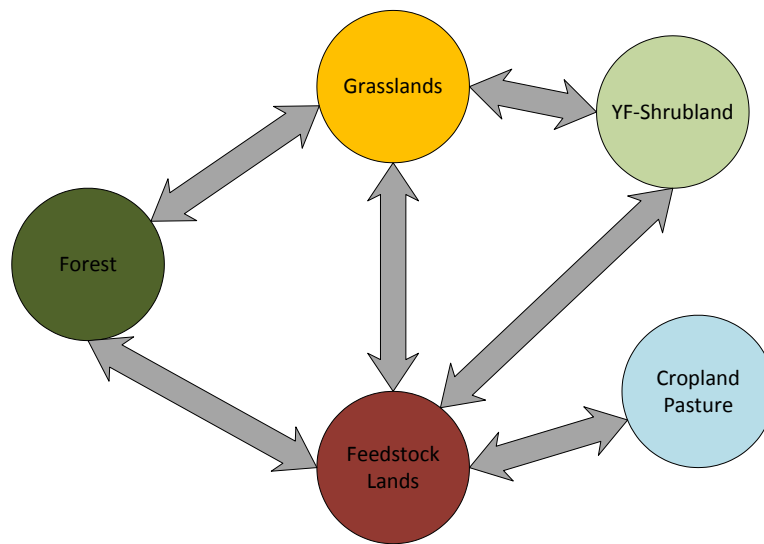 Grasslands
YF-Shrubland
Forest
Cropland
Pasture
Feedstock
Lands